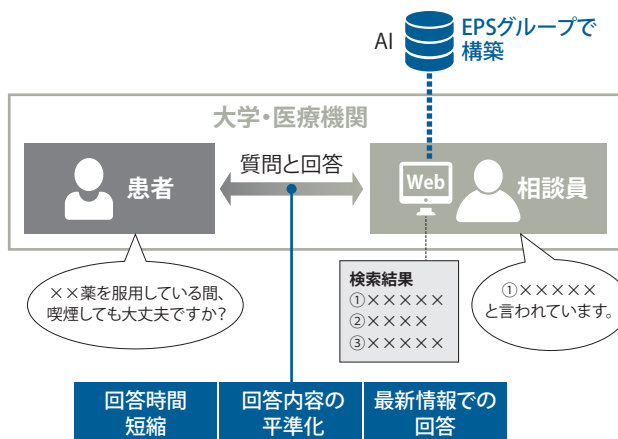 AI
EPSグループで
構築
大学・医療機関
患者
質問と回答
Web
相談員
××薬を服用している間、
喫煙しても大丈夫ですか?
検索結果
①×××××
②××××
③×××××
①×××××
と言われています。
回答時間
短縮
回答内容の
平準化
最新情報での
回答